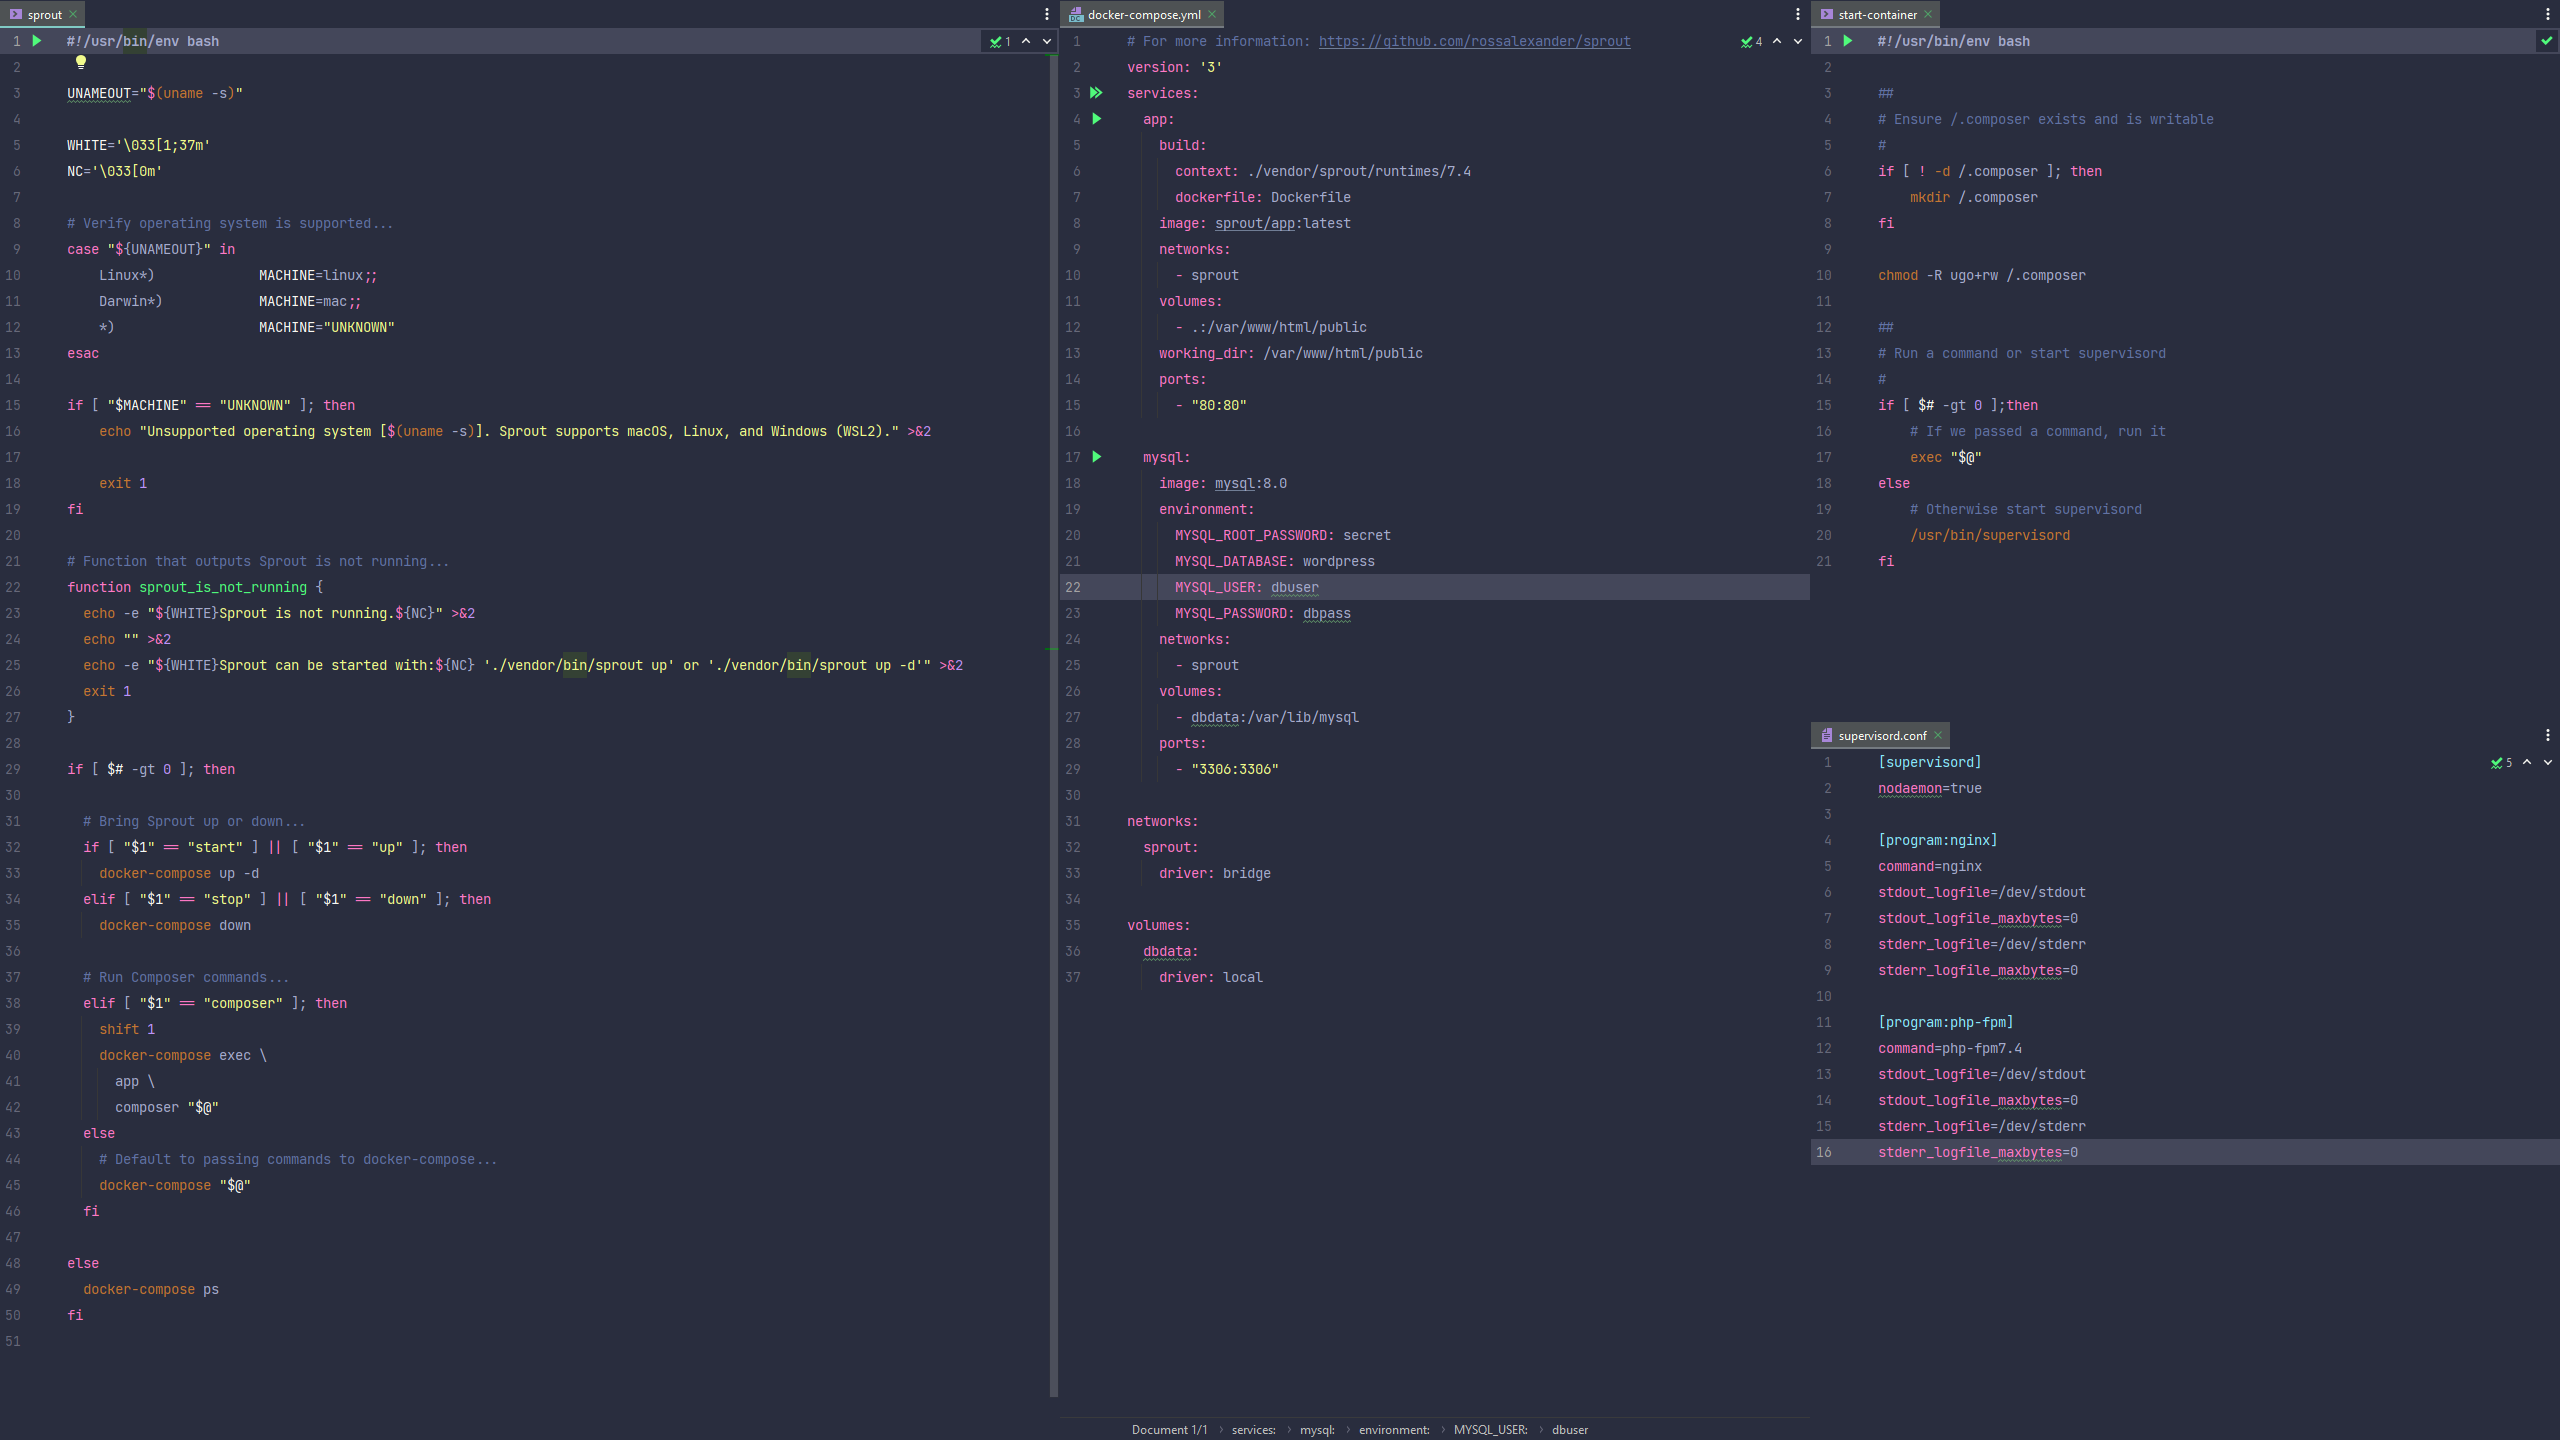 sprout
#!/usr/bin/env bash
1
1
2
3 UNAMEOUT="$(uname -s)"
4
5 WHITE='\033[1;37m'
6 NC='\033[0m'
7
8 # Verify operating system is supported...
9 case "${UNAMEOUT}" in
10 Linux*) MACHINE=linux;;
11 Darwin*) MACHINE=mac;;
12 *) MACHINE="UNKNOWN"
13 esac
14
15 if [ "$MACHINE" == "UNKNOWN" ]; then
16 echo "Unsupported operating system [$(uname -s)]. Sprout supports macOS, Linux, and Windows (WSL2)." >&2
17
18 exit 1
19 fi
20
21 # Function that outputs Sprout is not running...
22 function sprout_is_not_running {
23 echo -e "${WHITE}Sprout is not running.${NC}" >&2
24 echo "" >&2
25 echo -e "${WHITE}Sprout can be started with:${NC} './vendor/bin/sprout up' or './vendor/bin/sprout up -d'" >&2
26 exit 1
27 }
28
29 if [ $# -gt 0 ]; then
30
31 # Bring Sprout up or down...
32 if [ "$1" == "start" ] || [ "$1" == "up" ]; then
33 docker-compose up -d
34 elif [ "$1" == "stop" ] || [ "$1" == "down" ]; then
35 docker-compose down
36
37 # Run Composer commands...
38 elif [ "$1" == "composer" ]; then
39 shift 1
40 docker-compose exec \
41 app \
42 composer "$@"
43 else
44 # Default to passing commands to docker-compose...
45 docker-compose "$@"
46 fi
47
48 else
49 docker-compose ps
50 fi
51
docker-compose.yml
1 # For more information: https://github.com/rossalexander/sprout
4
2 version: '3'
3 services:
4 app:
5 build:
6 context: ./vendor/sprout/runtimes/7.4
7 dockerfile: Dockerfile
8 image: sprout/app:latest
9 networks:
10 - sprout
11 volumes:
12 - .:/var/www/html/public
13 working_dir: /var/www/html/public
14 ports:
15 - "80:80"
16
17 mysql:
18 image: mysql:8.0
19 environment:
20 MYSQL_ROOT_PASSWORD: secret
21 MYSQL_DATABASE: wordpress
22 MYSQL_USER: dbuser
23 MYSQL_PASSWORD: dbpass
24 networks:
25 - sprout
26 volumes:
27 - dbdata:/var/lib/mysql
28 ports:
29 - "3306:3306"
30
31 networks:
32 sprout:
33 driver: bridge
34
35 volumes:
36 dbdata:
37 driver: local
Document 1/1 › services: › mysql: › environment: › MYSQL_USER: › dbuser
start-container
1 #!/usr/bin/env bash
2
3 ##
4 # Ensure /.composer exists and is writable
5 #
6 if [ ! -d /.composer ]; then
7 mkdir /.composer
8 fi
9
10 chmod -R ugo+rw /.composer
11
12 ##
13 # Run a command or start supervisord
14 #
15 if [ $# -gt 0 ];then
16 # If we passed a command, run it
17 exec "$@"
18 else
19 # Otherwise start supervisord
20 /usr/bin/supervisord
21 fi
supervisord.conf
1 [supervisord]
5
2 nodaemon=true
3
4 [program:nginx]
5 command=nginx
6 stdout_logfile=/dev/stdout
7 stdout_logfile_maxbytes=0
8 stderr_logfile=/dev/stderr
9 stderr_logfile_maxbytes=0
10
11 [program:php-fpm]
12 command=php-fpm7.4
13 stdout_logfile=/dev/stdout
14 stdout_logfile_maxbytes=0
15 stderr_logfile=/dev/stderr
16 stderr_logfile_maxbytes=0